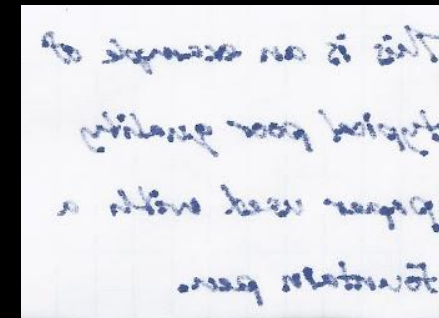 This is an example of
typical poor quality
paper used with a
fountain pen.